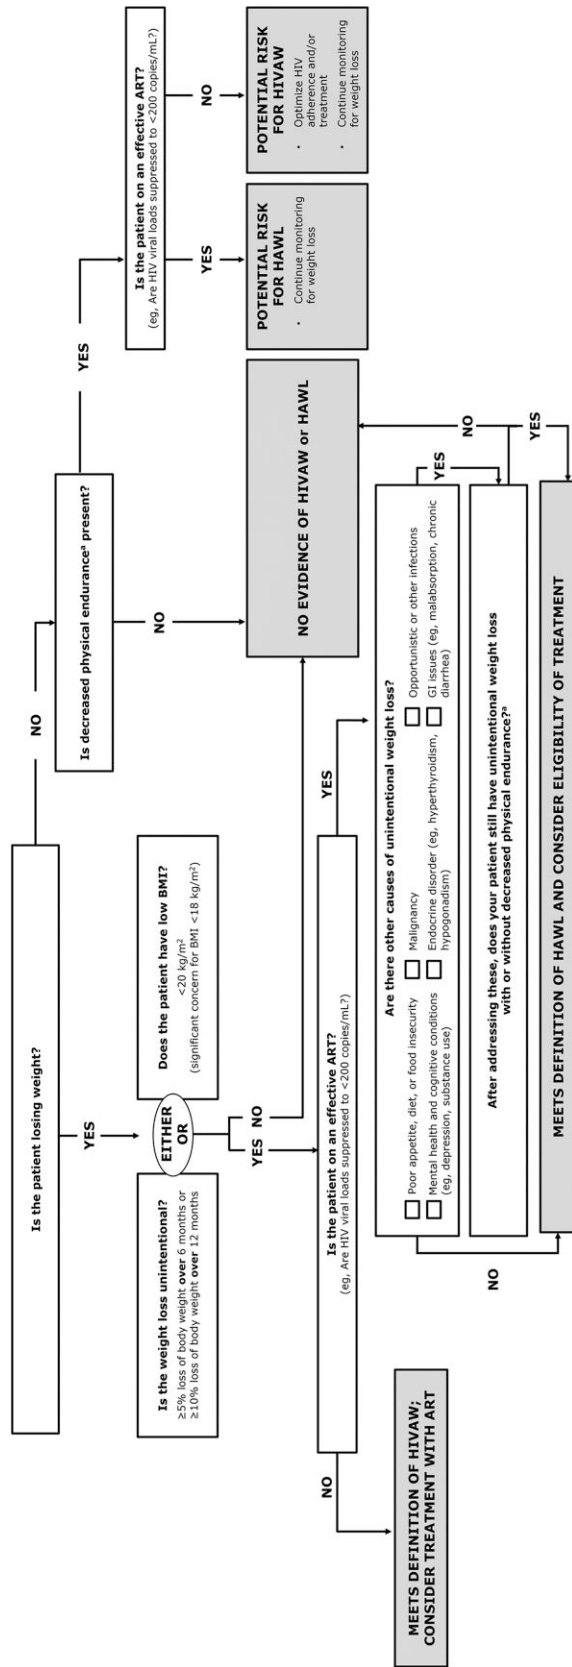 Is the patient losing weight?
NO
YES
Is decreased physical enduranceᵃ present?
YES
NO
Is the patient on an effective ART?
(eg, Are HIV viral loads suppressed to <200 copies/mL?)
YES
NO
POTENTIAL RISK
FOR HAWL
• Continue monitoring
for weight loss
POTENTIAL RISK
FOR HIVAW
• Optimize HIV
adherence and/or
treatment
• Continue monitoring
for weight loss
Is the weight loss unintentional?
≥5% loss of body weight over 6 months or
≥10% loss of body weight over 12 months
EITHER
OR
Does the patient have low BMI?
<20 kg/m²
(significant concern for BMI <18 kg/m²)
YES
NO
NO EVIDENCE OF HIVAW or HAWL
Is the patient on an effective ART?
(eg, Are HIV viral loads suppressed to <200 copies/mL?)
NO
YES
MEETS DEFINITION OF HIVAW;
CONSIDER TREATMENT WITH ART
Are there other causes of unintentional weight loss?
Poor appetite, diet, or food insecurity
Malignancy
Opportunistic or other infections
Mental health and cognitive conditions
(eg, depression, substance use)
Endocrine disorder (eg, hyperthyroidism,
hypogonadism)
GI issues (eg, malabsorption, chronic
diarrhea)
NO
YES
After addressing these, does your patient still have unintentional weight loss
with or without decreased physical endurance?ᵃ
NO
YES
MEETS DEFINITION OF HAWL AND CONSIDER ELIGIBILITY OF TREATMENT